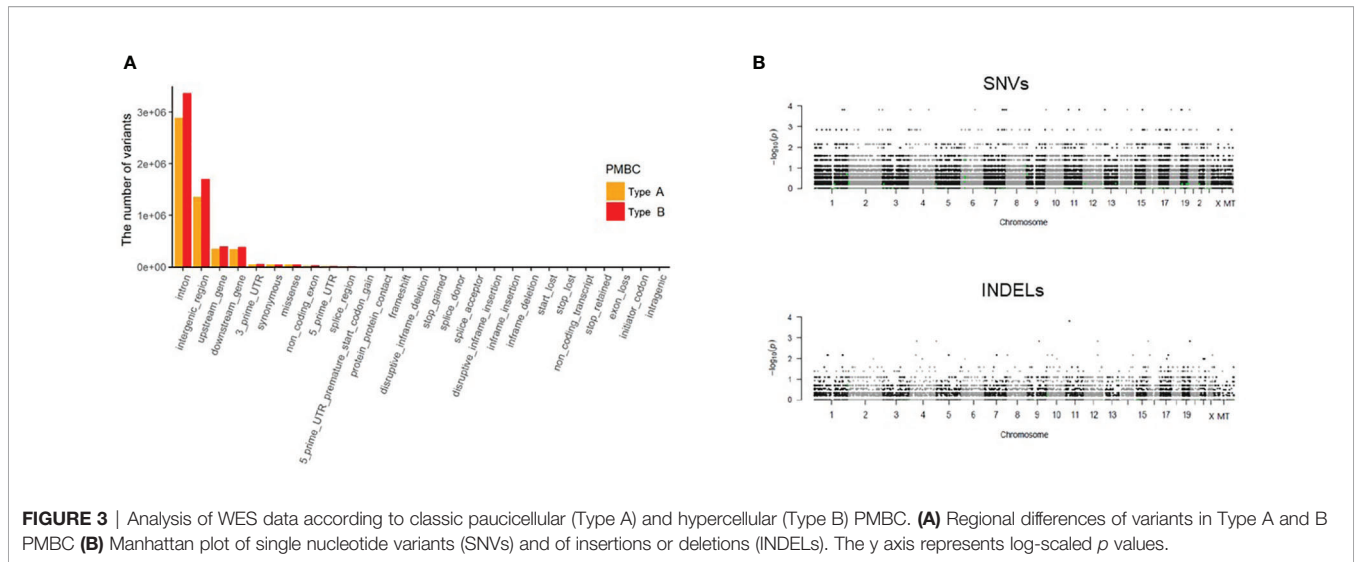 A
The number of variants
3e+06
2e+06
1e+06
0e+00
PMBC
Type A
Type B
intron
intergenic_region
upstream_gene
downstream_gene
3_prime_UTR
synonymous
missense
non_coding_exon
5_prime_UTR
splice_region
5_prime_UTR_premature_start_codon_gain
protein_protein_contact
frameshift
disruptive_inframe_deletion
stop_gained
splice_donor
splice_acceptor
disruptive_inframe_insertion
inframe_insertion
inframe_deletion
start_lost
stop_lost
non_coding_transcript
stop_retained
exon_loss
initiator_codon
intragenic
B
SNVs
−log10(p)
4
3
2
1
0
1 2 3 4 5 6 7 8 9 10 11 12 13 15 17 19 2 X MT
Chromosome
INDELs
−log10(p)
4
3
2
1
0
1 2 3 4 5 6 7 8 9 10 11 12 13 15 17 19 X MT
Chromosome
FIGURE 3 | Analysis of WES data according to classic paucicellular (Type A) and hypercellular (Type B) PMBC. (A) Regional differences of variants in Type A and B
PMBC (B) Manhattan plot of single nucleotide variants (SNVs) and of insertions or deletions (INDELs). The y axis represents log-scaled p values.